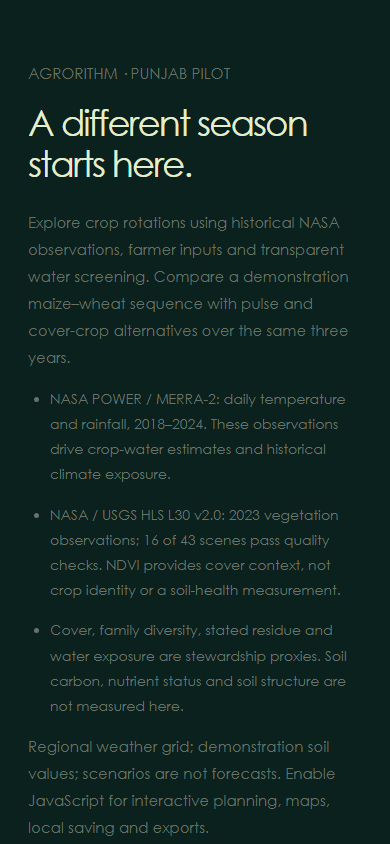 AGRORITHM · PUNJAB PILOT
A different season
starts here.
Explore crop rotations using historical NASA
observations, farmer inputs and transparent
water screening. Compare a demonstration
maize–wheat sequence with pulse and
cover-crop alternatives over the same three
years.
• NASA POWER / MERRA-2: daily temperature
and rainfall, 2018–2024. These observations
drive crop-water estimates and historical
climate exposure.
• NASA / USGS HLS L30 v2.0: 2023 vegetation
observations; 16 of 43 scenes pass quality
checks. NDVI provides cover context, not
crop identity or a soil-health measurement.
• Cover, family diversity, stated residue and
water exposure are stewardship proxies. Soil
carbon, nutrient status and soil structure are
not measured here.
Regional weather grid; demonstration soil
values; scenarios are not forecasts. Enable
JavaScript for interactive planning, maps,
local saving and exports.